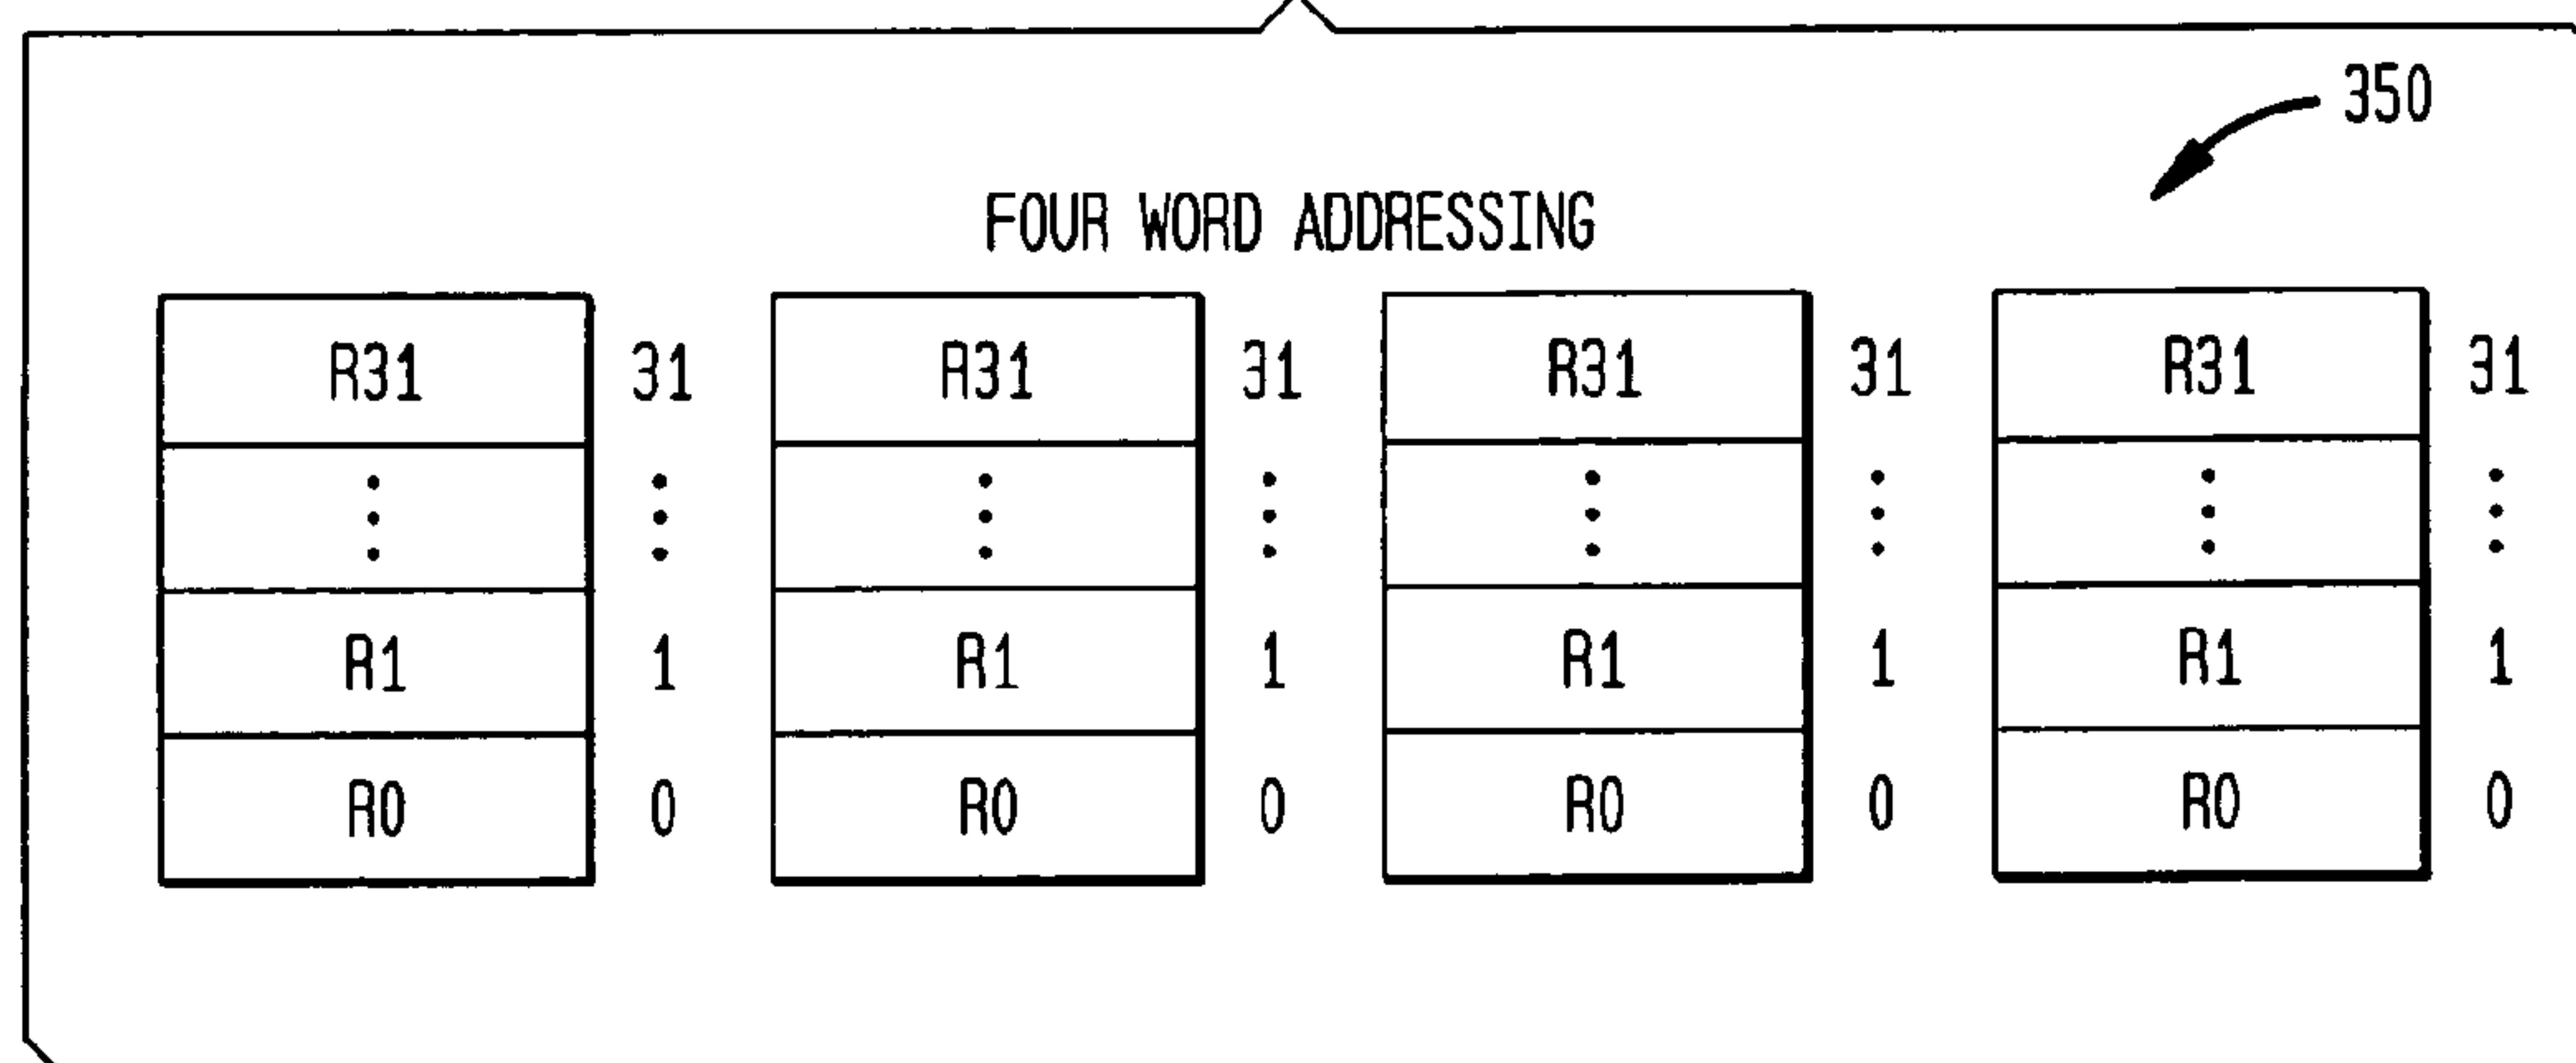 350
FOUR WORD ADDRESSING
R31 31 R31 31 R31 31 R31 31
R1 1 R1 1 R1 1 R1 1
R0 0 R0 0 R0 0 R0 0